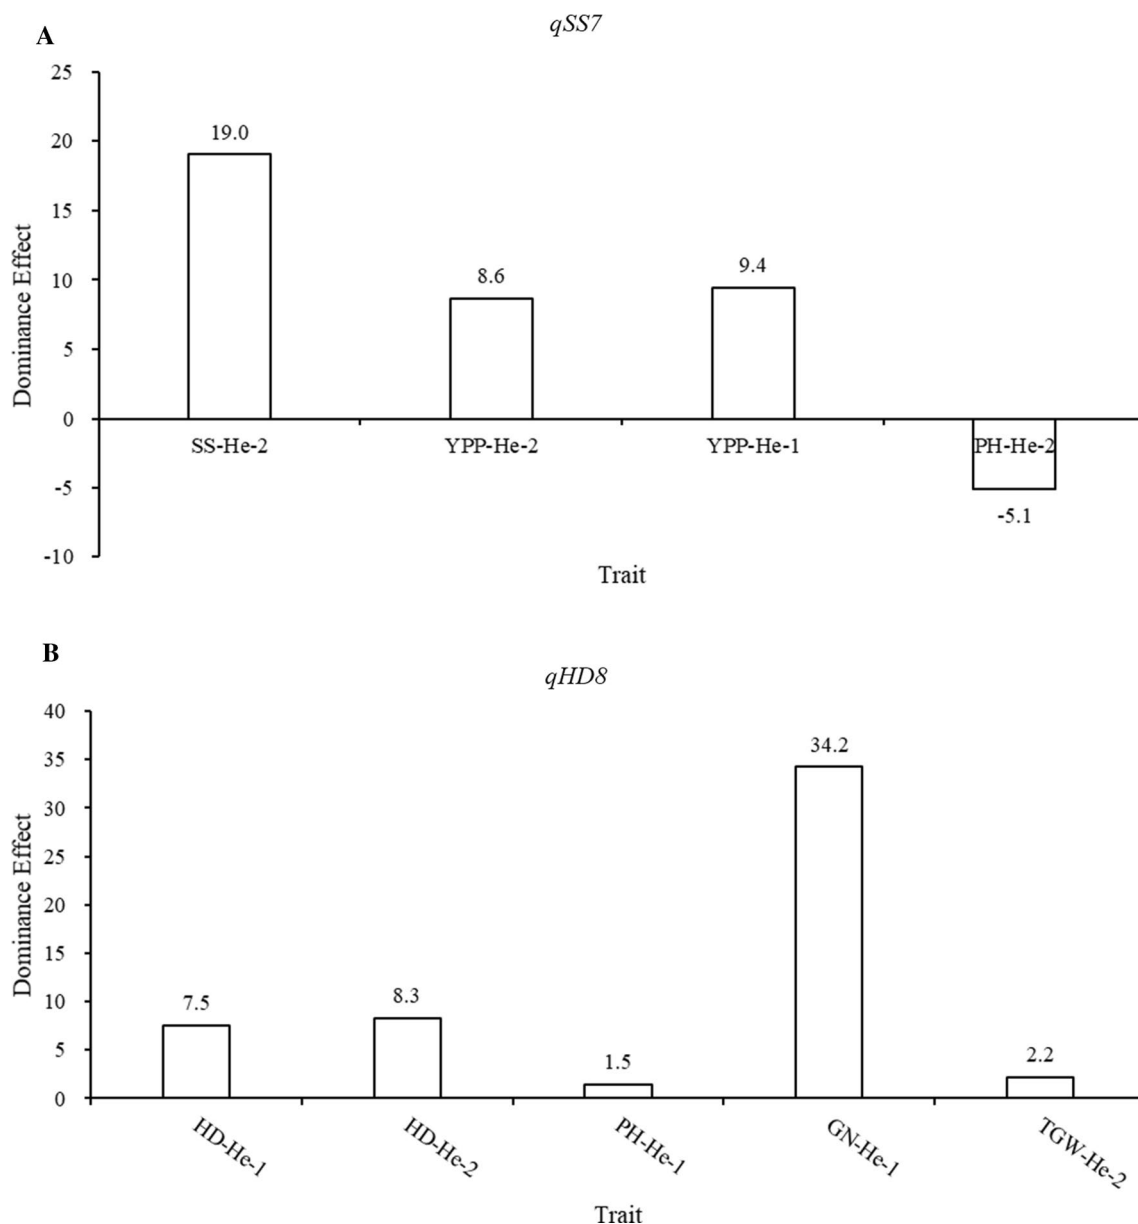 A
qSS7
25
20
15
10
5
0
-5
-10
Dominance Effect
19.0
8.6
9.4
-5.1
SS-He-2
YPP-He-2
YPP-He-1
PH-He-2
Trait
B
qHD8
40
35
30
25
20
15
10
5
0
Dominance Effect
7.5
8.3
1.5
34.2
2.2
HD-He-1
HD-He-2
PH-He-1
GN-He-1
TGW-He-2
Trait